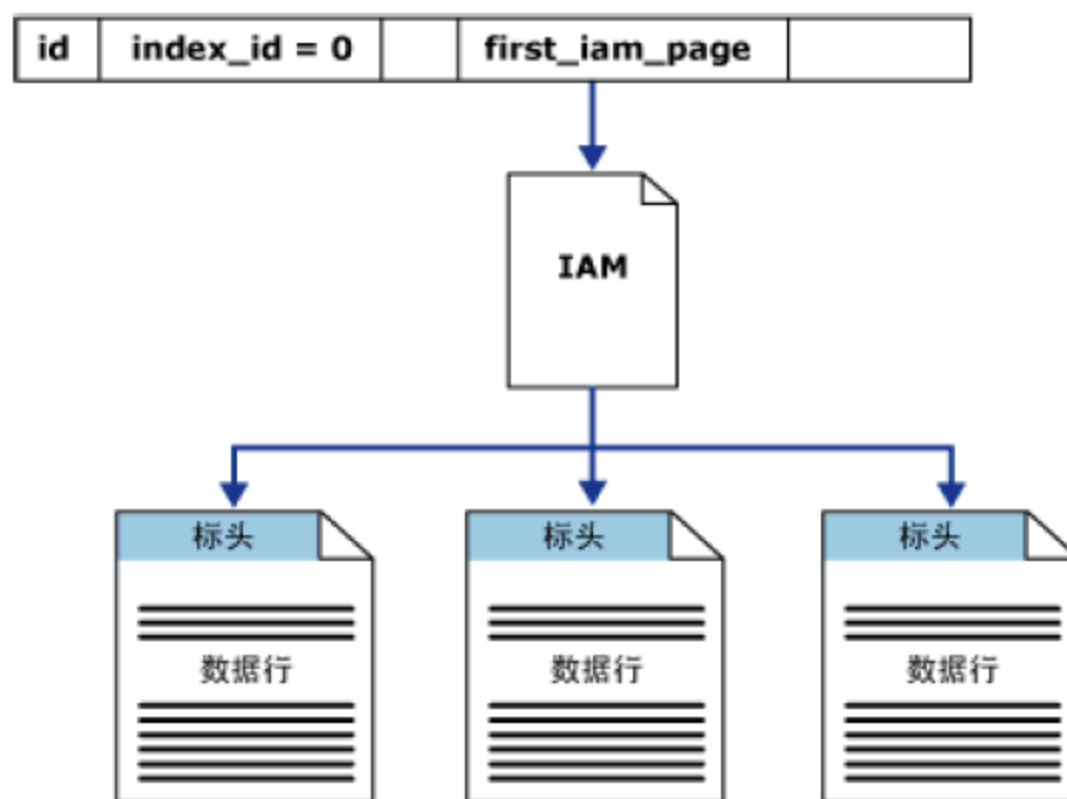 id index_id = 0 first_iam_page
IAM
标头 标头 标头
数据行 数据行 数据行